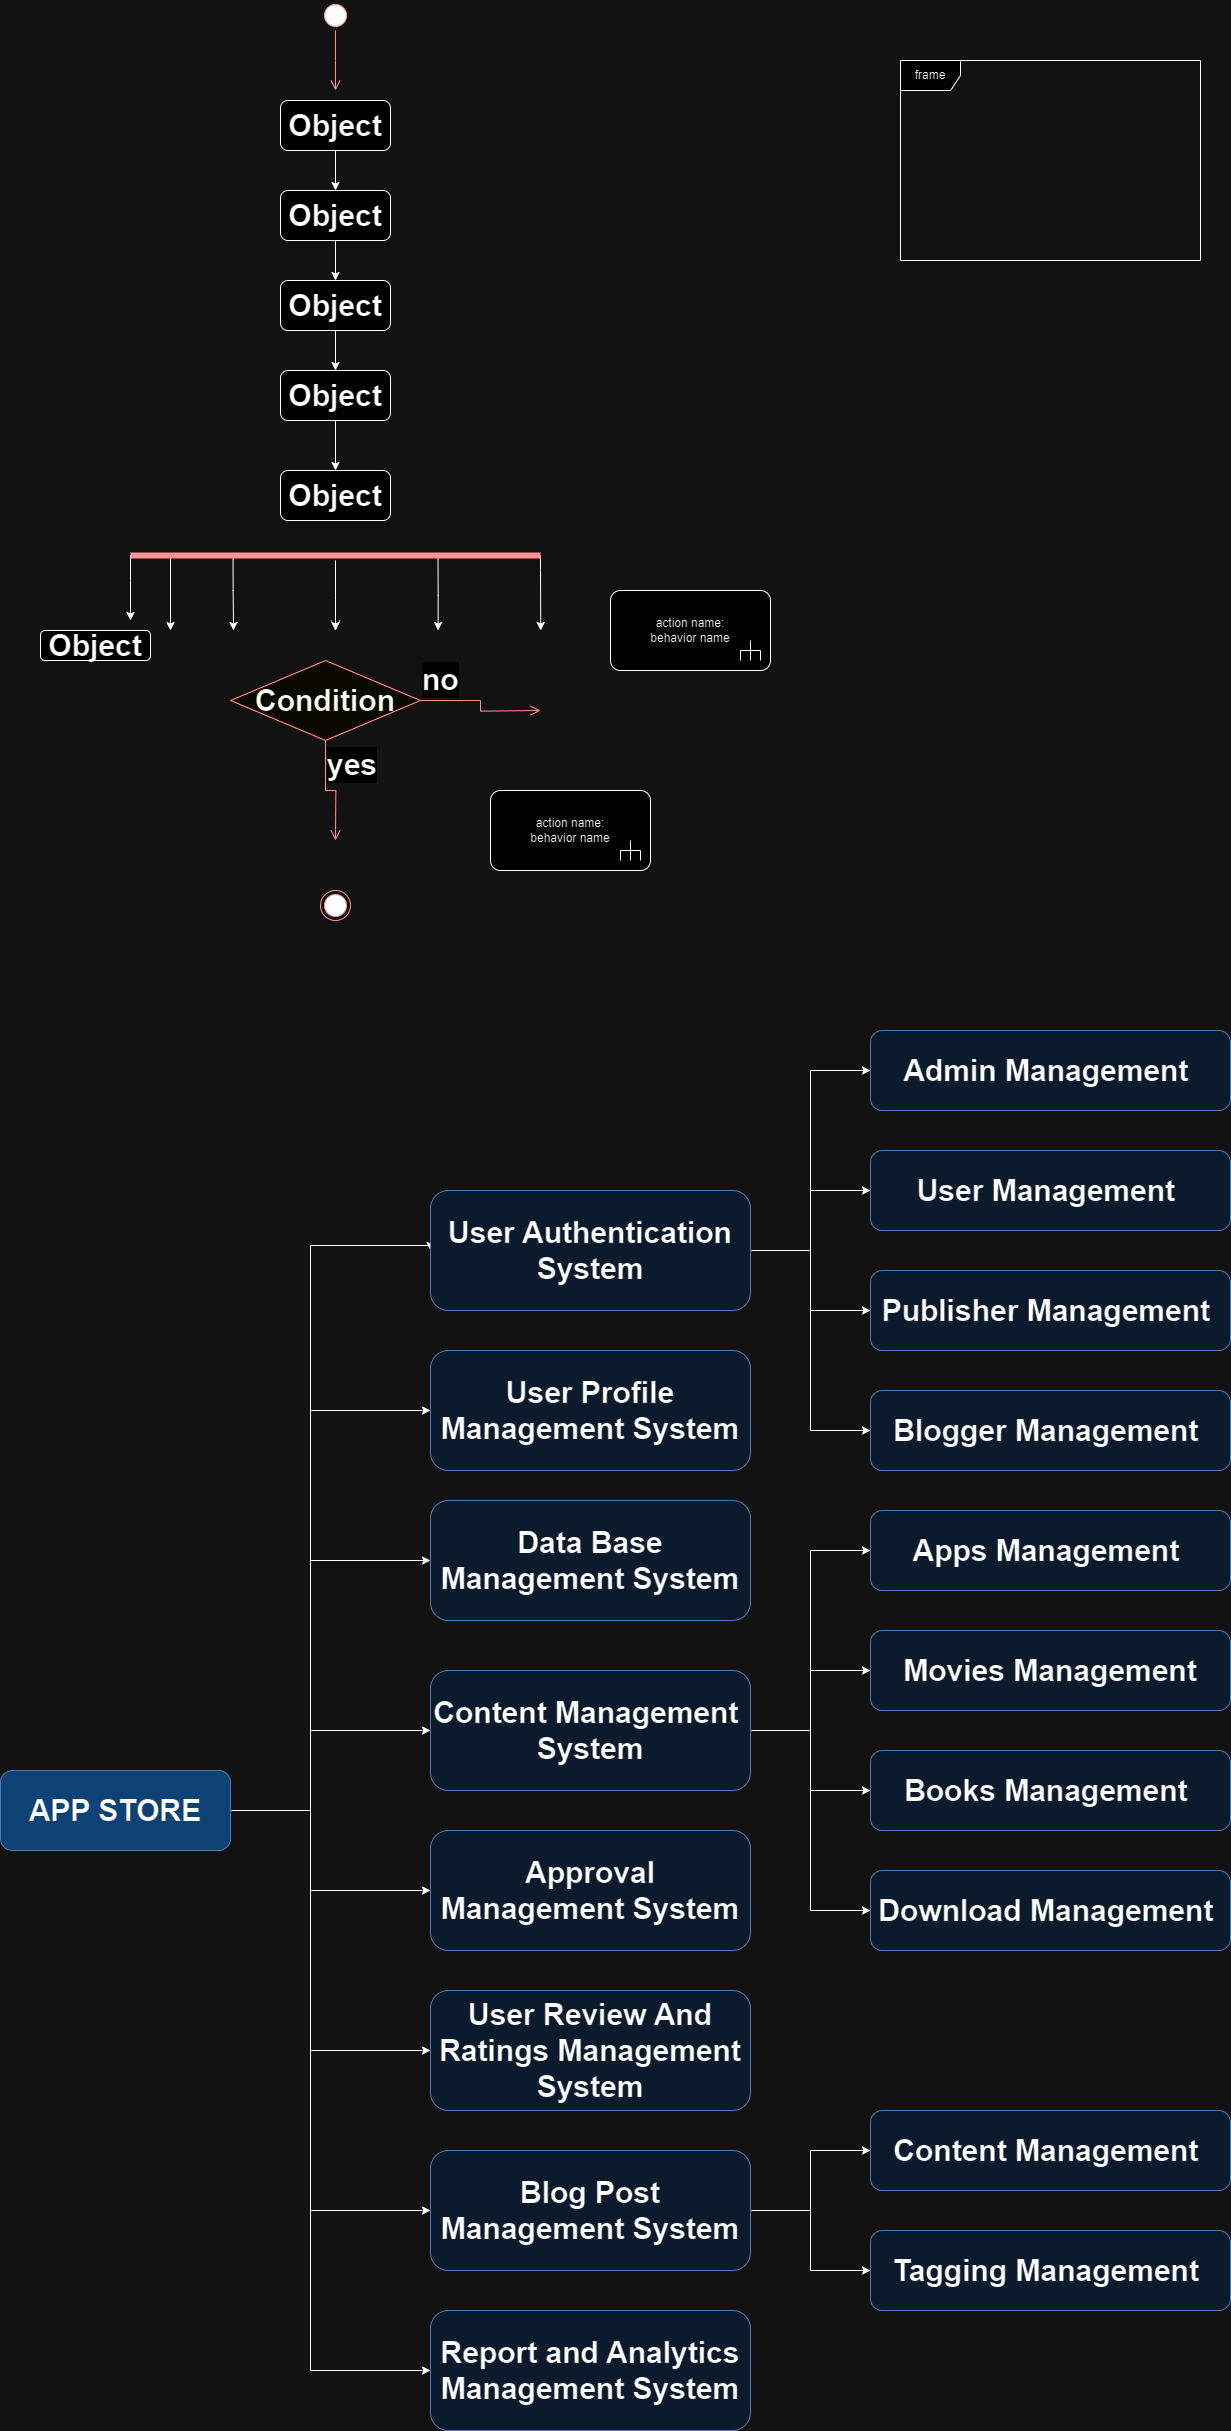 frame
Object
Object
Object
Object
Object
action name:
behavior name
Object
no
Condition
yes
action name:
behavior name
Admin Management
User Management
User Authentication
System
Publisher Management
User Profile
Management System
Blogger Management
Data Base
Management System
Apps Management
Movies Management
Content Management
System
Books Management
APP STORE
Approval
Management System
Download Management
User Review And
Ratings Management
System
Content Management
Blog Post
Management System
Tagging Management
Report and Analytics
Management System